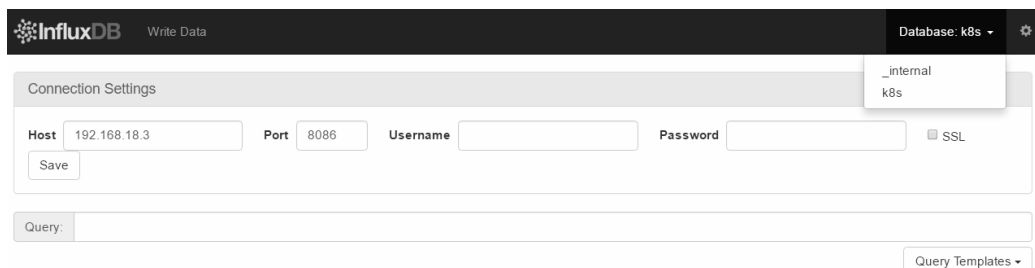 InfluxDB Write Data Database: k8s
_internal
k8s
Connection Settings
Host 192.168.18.3 Port 8086 Username Password SSL
Save
Query:
Query Templates